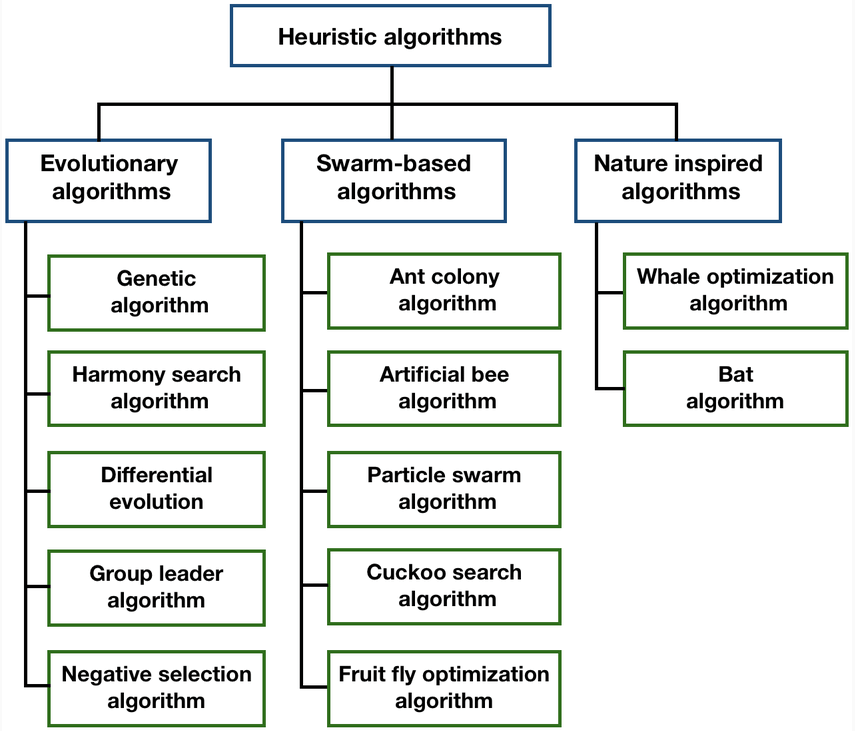 Heuristic algorithms
Evolutionary
algorithms
Swarm-based
algorithms
Nature inspired
algorithms
Genetic
algorithm
Harmony search
algorithm
Differential
evolution
Group leader
algorithm
Negative selection
algorithm
Ant colony
algorithm
Artificial bee
algorithm
Particle swarm
algorithm
Cuckoo search
algorithm
Fruit fly optimization
algorithm
Whale optimization
algorithm
Bat
algorithm